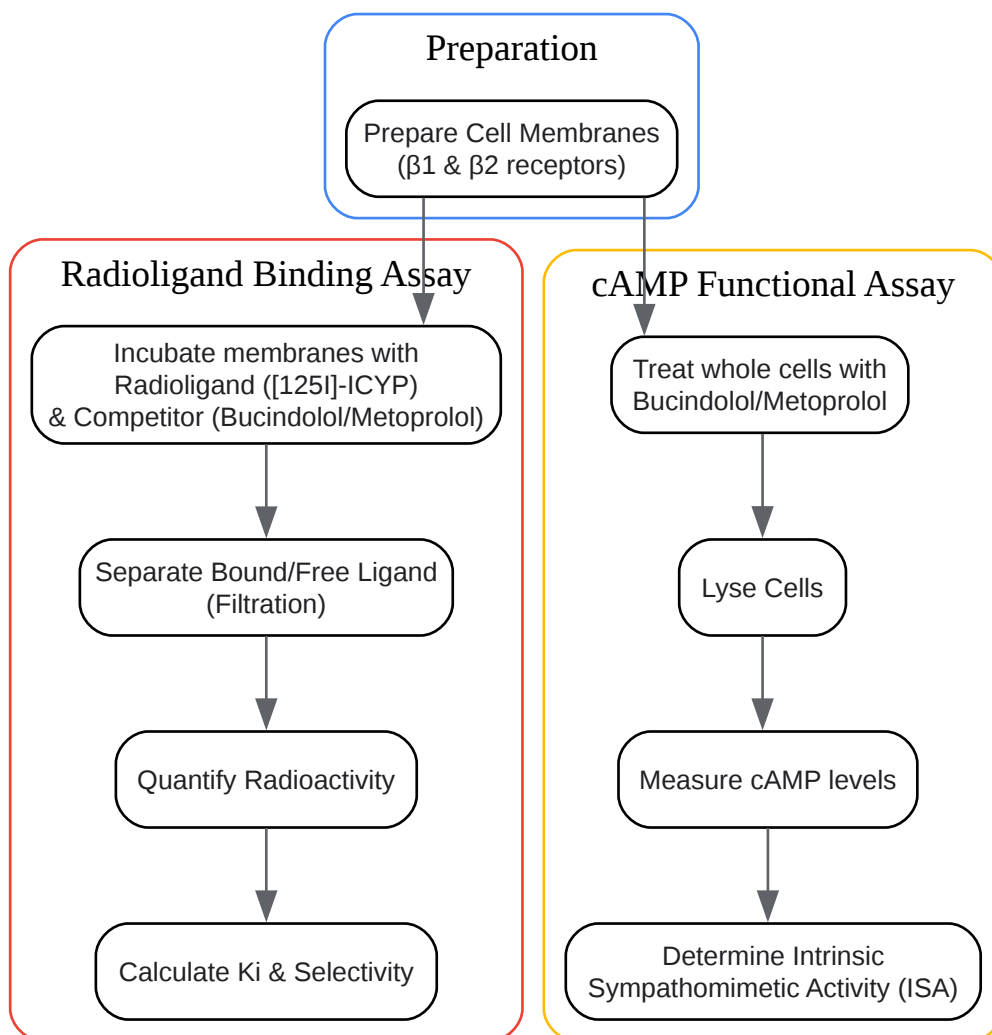 Preparation
Prepare Cell Membranes
(β1 & β2 receptors)
Radioligand Binding Assay
Incubate membranes with
Radioligand ([125I]-ICYP)
& Competitor (Bucindolol/Metoprolol)
Separate Bound/Free Ligand
(Filtration)
Quantify Radioactivity
Calculate Ki & Selectivity
cAMP Functional Assay
Treat whole cells with
Bucindolol/Metoprolol
Lyse Cells
Measure cAMP levels
Determine Intrinsic
Sympathomimetic Activity (ISA)